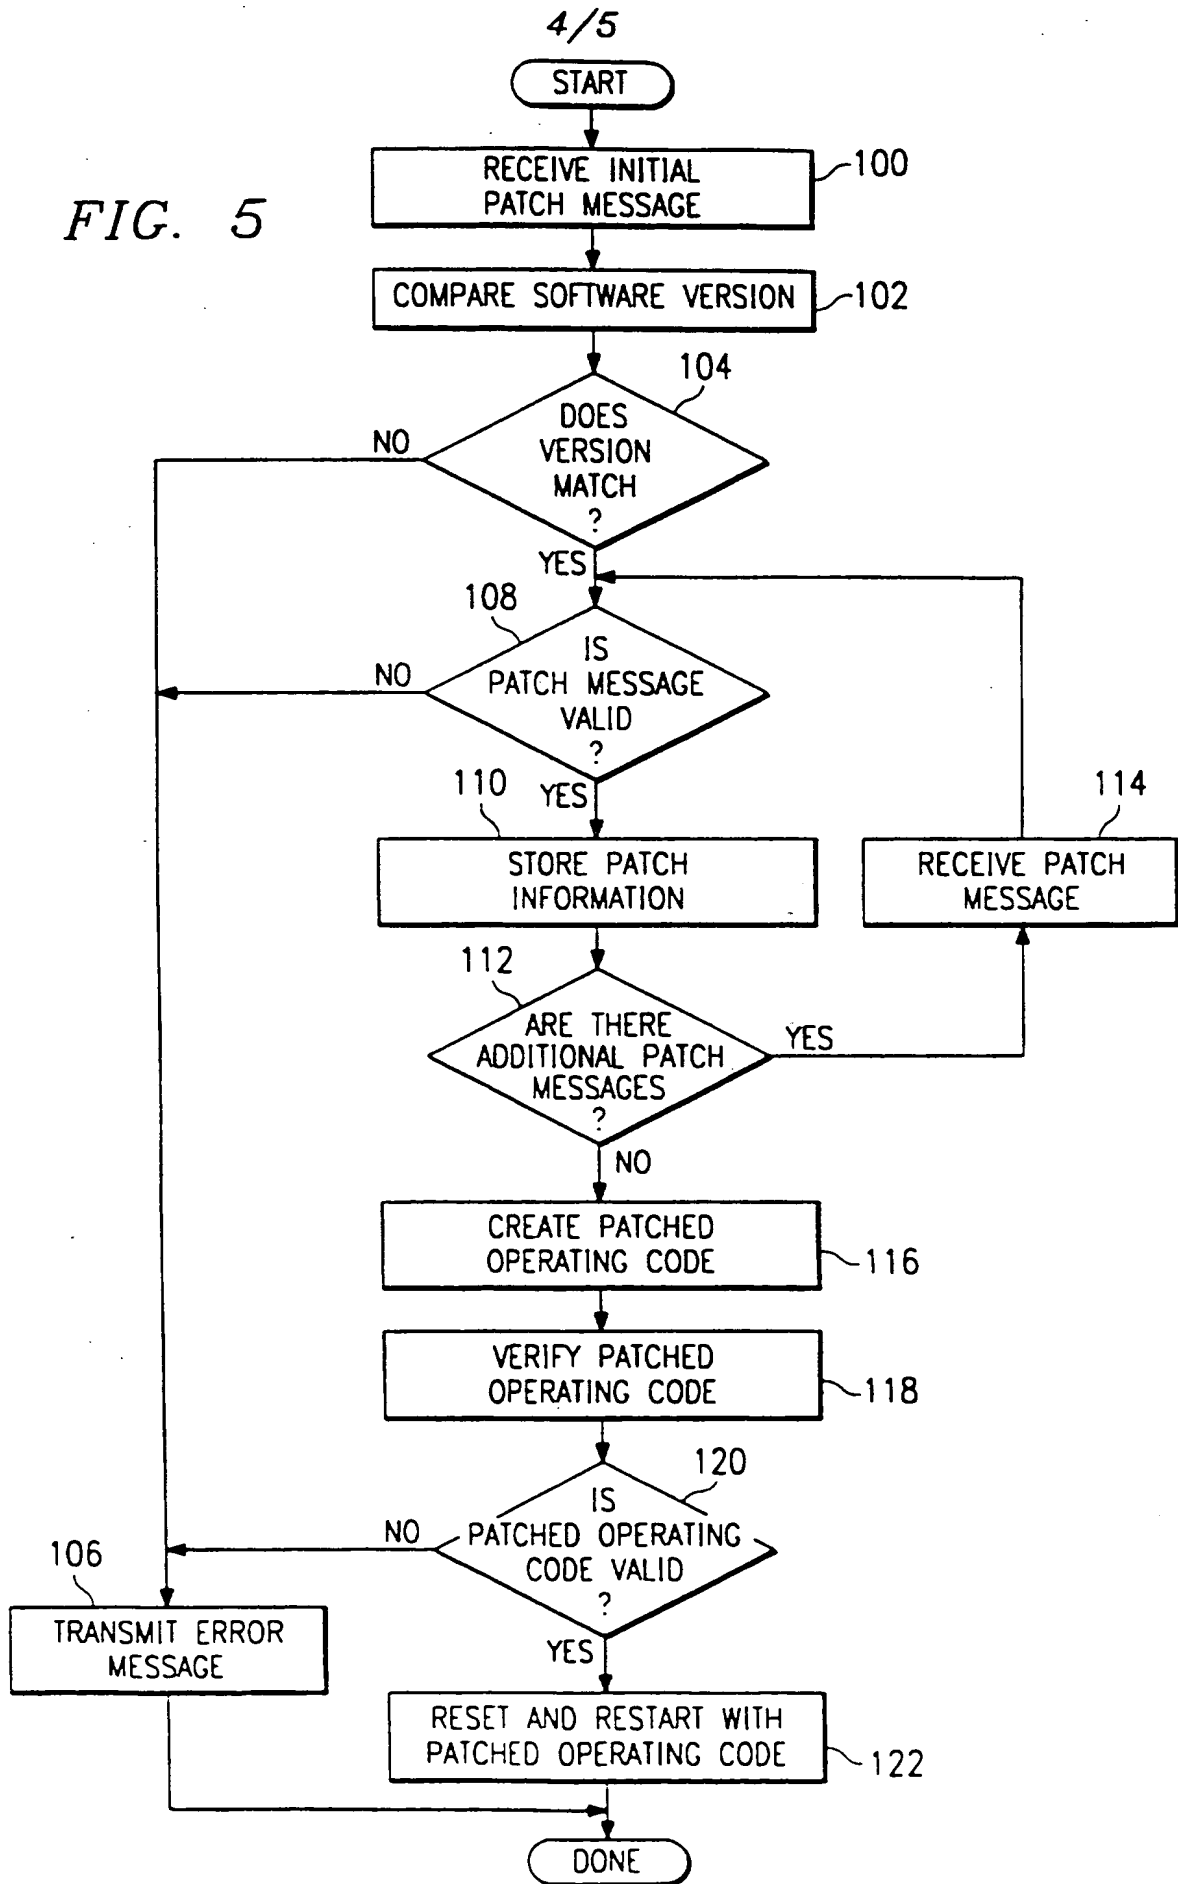 4/5
START
RECEIVE INITIAL
PATCH MESSAGE
100
FIG. 5
COMPARE SOFTWARE VERSION
102
104
DOES
VERSION
MATCH
?
NO
YES
108
IS
PATCH MESSAGE
VALID
?
NO
YES
110
STORE PATCH
INFORMATION
114
RECEIVE PATCH
MESSAGE
112
ARE THERE
ADDITIONAL PATCH
MESSAGES
?
YES
NO
CREATE PATCHED
OPERATING CODE
116
VERIFY PATCHED
OPERATING CODE
118
120
IS
PATCHED OPERATING
CODE VALID
?
NO
YES
106
TRANSMIT ERROR
MESSAGE
RESET AND RESTART WITH
PATCHED OPERATING CODE
122
DONE